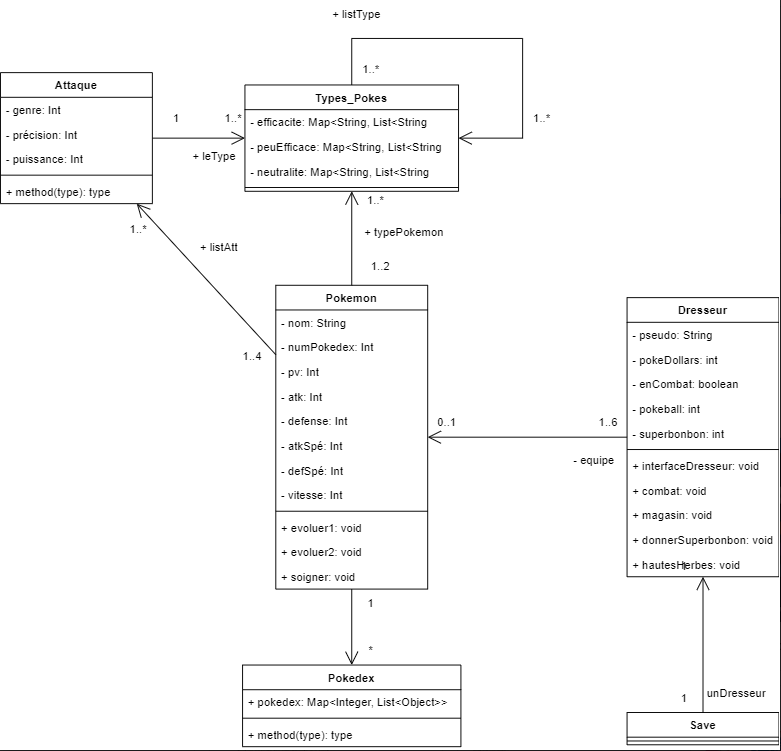 + listType
1..*
1..*
Attaque
- genre: Int
- précision: Int
- puissance: Int
+ method(type): type
1
1..*
+ leType
Types_Pokes
- efficacite: Map<String, List<String
- peuEfficace: Map<String, List<String
- neutralite: Map<String, List<String
1..*
+ typePokemon
1..2
1..*
+ listAtt
1..4
Pokemon
- nom: String
- numPokedex: Int
- pv: Int
- atk: Int
- defense: Int
- atkSpé: Int
- defSpé: Int
- vitesse: Int
+ evoluer1: void
+ evoluer2: void
+ soigner: void
0..1
1..6
- equipe
Dresseur
- pseudo: String
- pokeDollars: int
- enCombat: boolean
- pokeball: int
- superbonbon: int
+ interfaceDresseur: void
+ combat: void
+ magasin: void
+ donnerSuperbonbon: void
+ hautesHerbes: void
1
*
Pokedex
+ pokedex: Map<Integer, List<Object>>
+ method(type): type
1
unDresseur
Save